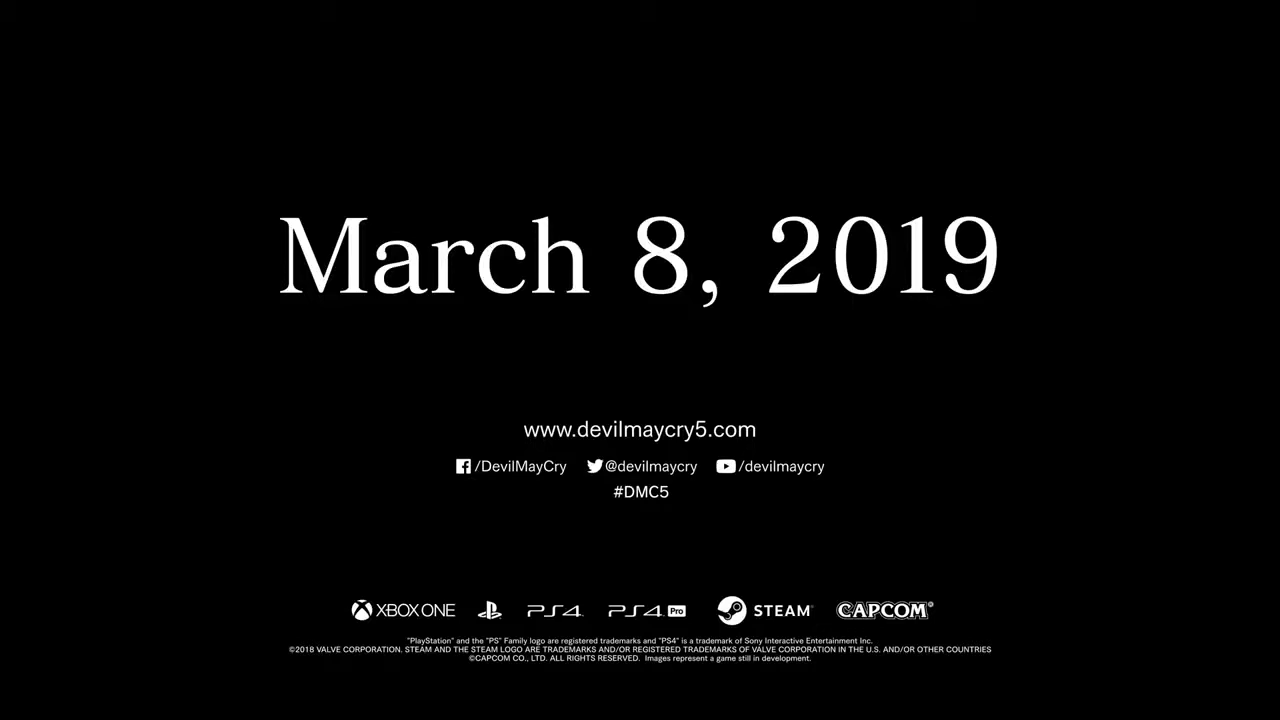 March 8, 2019
www.devilmaycry5.com
/DevilMayCry @devilmaycry /devilmaycry
#DMC5
XBOX ONE PS4 PS4 Pro STEAM CAPCOM
"PlayStation" and the "PS" Family logo are registered trademarks and "PS4" is a trademark of Sony Interactive Entertainment Inc.
©2018 VALVE CORPORATION. STEAM AND THE STEAM LOGO ARE TRADEMARKS AND/OR REGISTERED TRADEMARKS OF VALVE CORPORATION IN THE U.S. AND/OR OTHER COUNTRIES
©CAPCOM CO., LTD. ALL RIGHTS RESERVED. Images represent a game still in development.